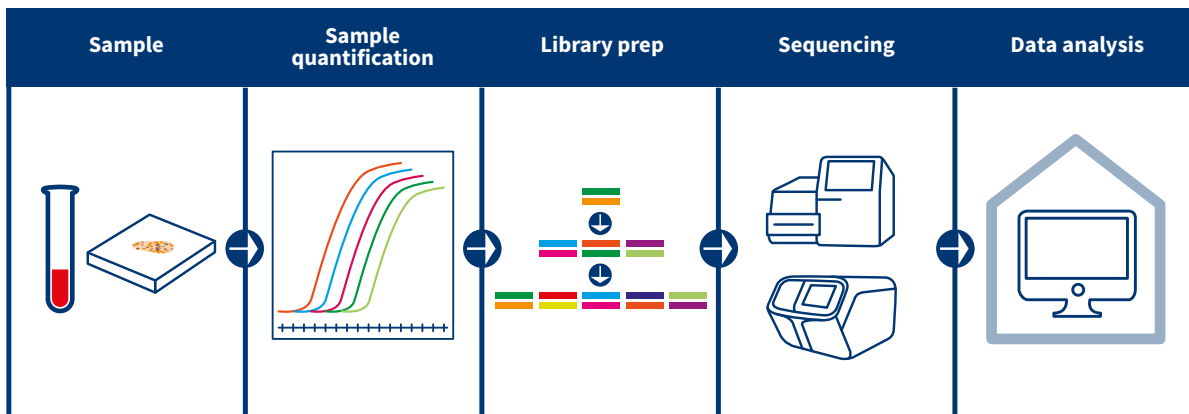 Sample
Sample
quantification
Library prep
Sequencing
Data analysis